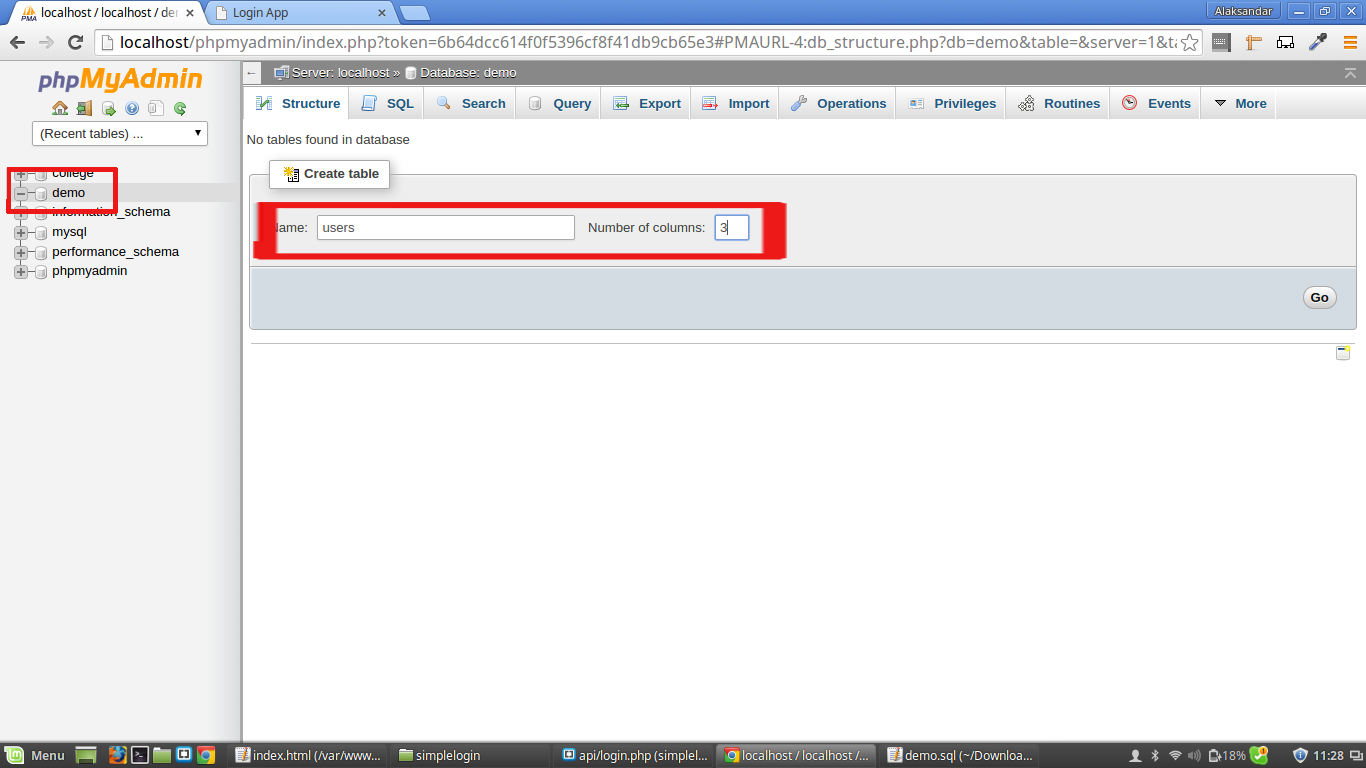 localhost / localhost / de
Login App
Alaksandar
localhost/phpmyadmin/index.php?token=6b64dcc614f0f5396cf8f41db9cb65e3#PMAURL-4:db_structure.php?db=demo&table=&server=1&ta
phpMyAdmin
(Recent tables) ...
college
demo
information_schema
mysql
performance_schema
phpmyadmin
Server: localhost » Database: demo
Structure SQL Search Query Export Import Operations Privileges Routines Events More
No tables found in database
Create table
Name: users Number of columns: 3
Go
Menu index.html (/var/www... simplelogin api/login.php (simplel... localhost / localhost /... demo.sql (~/Downloa... 18% 11:28